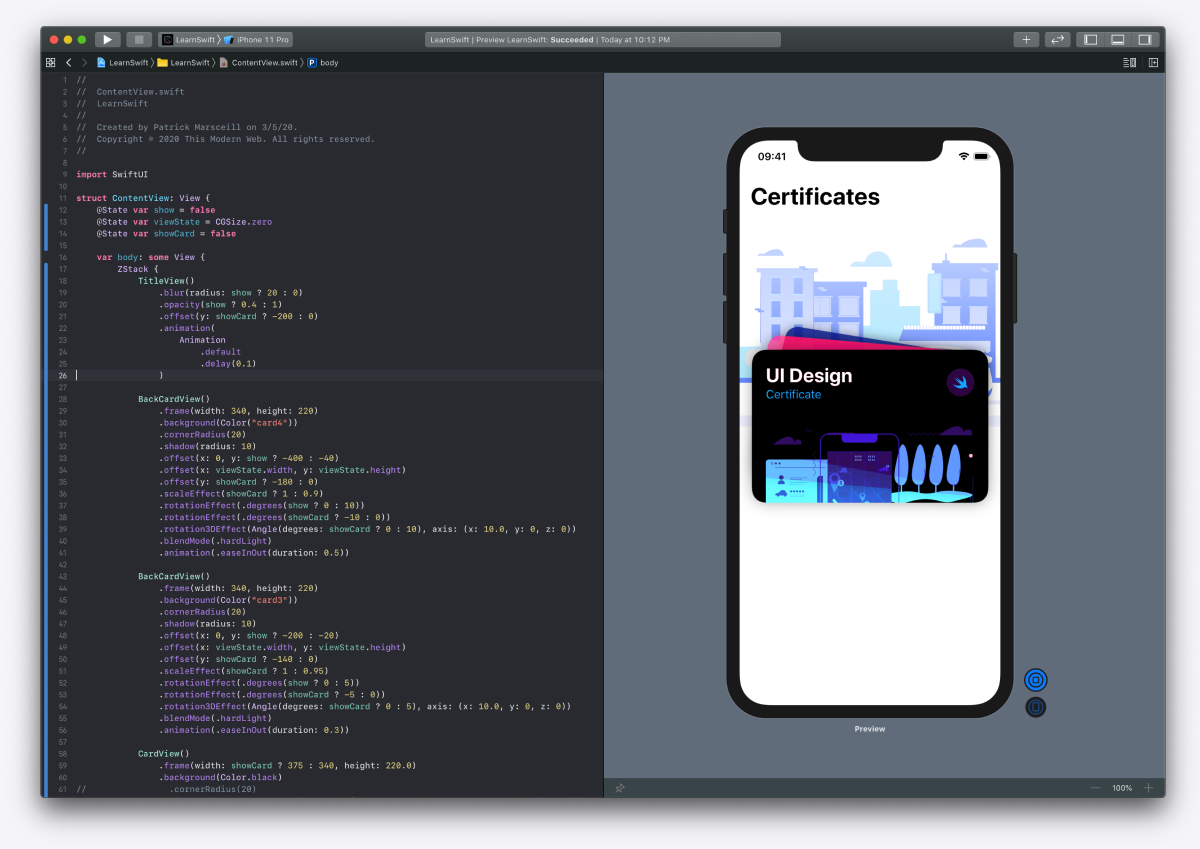 LearnSwift iPhone 11 Pro
LearnSwift | Preview LearnSwift: Succeeded | Today at 10:12 PM
LearnSwift LearnSwift ContentView.swift P body
1 //
2 //  ContentView.swift
3 //  LearnSwift
4 //
5 //  Created by Patrick Marsceill on 3/5/20.
6 //  Copyright © 2020 This Modern Web. All rights reserved.
7 //
8
9 import SwiftUI
10
11 struct ContentView: View {
12     @State var show = false
13     @State var viewState = CGSize.zero
14     @State var showCard = false
15
16     var body: some View {
17         ZStack {
18             TitleView()
19                 .blur(radius: show ? 20 : 0)
20                 .opacity(show ? 0.4 : 1)
21                 .offset(y: showCard ? -200 : 0)
22                 .animation(
23                     Animation
24                         .default
25                         .delay(0.1)
26                 )
27
28             BackCardView()
29                 .frame(width: 340, height: 220)
30                 .background(Color("card4"))
31                 .cornerRadius(20)
32                 .shadow(radius: 10)
33                 .offset(x: 0, y: show ? -400 : -40)
34                 .offset(x: viewState.width, y: viewState.height)
35                 .offset(y: showCard ? -180 : 0)
36                 .scaleEffect(showCard ? 1 : 0.9)
37                 .rotationEffect(.degrees(show ? 0 : 10))
38                 .rotationEffect(.degrees(showCard ? -10 : 0))
39                 .rotation3DEffect(Angle(degrees: showCard ? 0 : 10), axis: (x: 10.0, y: 0, z: 0))
40                 .blendMode(.hardLight)
41                 .animation(.easeInOut(duration: 0.5))
42
43             BackCardView()
44                 .frame(width: 340, height: 220)
45                 .background(Color("card3"))
46                 .cornerRadius(20)
47                 .shadow(radius: 10)
48                 .offset(x: 0, y: show ? -200 : -20)
49                 .offset(x: viewState.width, y: viewState.height)
50                 .offset(y: showCard ? -140 : 0)
51                 .scaleEffect(showCard ? 1 : 0.95)
52                 .rotationEffect(.degrees(show ? 0 : 5))
53                 .rotationEffect(.degrees(showCard ? -5 : 0))
54                 .rotation3DEffect(Angle(degrees: showCard ? 0 : 5), axis: (x: 10.0, y: 0, z: 0))
55                 .blendMode(.hardLight)
56                 .animation(.easeInOut(duration: 0.3))
57
58             CardView()
59                 .frame(width: showCard ? 375 : 340, height: 220.0)
60                 .background(Color.black)
61 //                .cornerRadius(20)
09:41
Certificates
UI Design
Certificate
Preview
100%